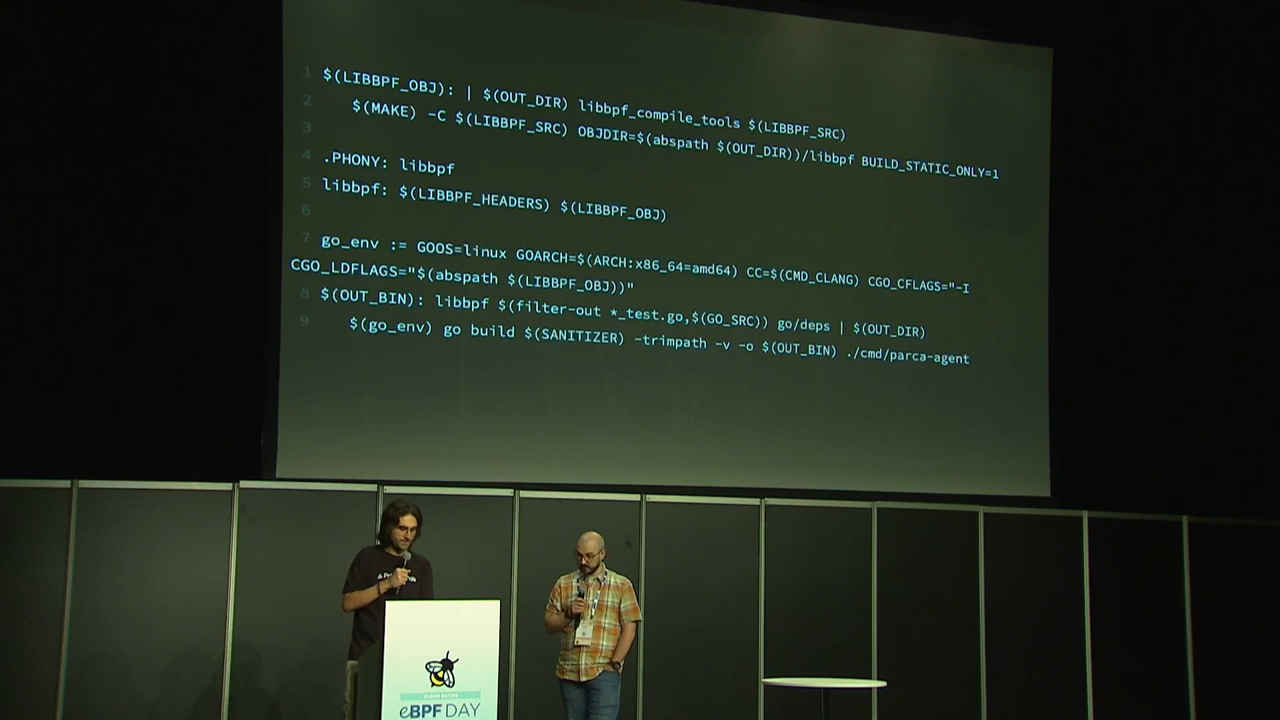 1 $(LIBBPF_OBJ): | $(OUT_DIR) libbpf_compile_tools $(LIBBPF_SRC)
2 $(MAKE) -C $(LIBBPF_SRC) OBJDIR=$(abspath $(OUT_DIR))/libbpf BUILD_STATIC_ONLY=1
3
4 .PHONY: libbpf
5 libbpf: $(LIBBPF_HEADERS) $(LIBBPF_OBJ)
6
7 go_env := GOOS=linux GOARCH=$(ARCH:x86_64=amd64) CC=$(CMD_CLANG) CGO_CFLAGS="-I
CGO_LDFLAGS="$(abspath $(LIBBPF_OBJ))"
8 $(OUT_BIN): libbpf $(filter-out *_test.go,$(GO_SRC)) go/deps | $(OUT_DIR)
9 $(go_env) go build $(SANITIZER) -trimpath -v -o $(OUT_BIN) ./cmd/parca-agent
CLOUD NATIVE
eBPF DAY